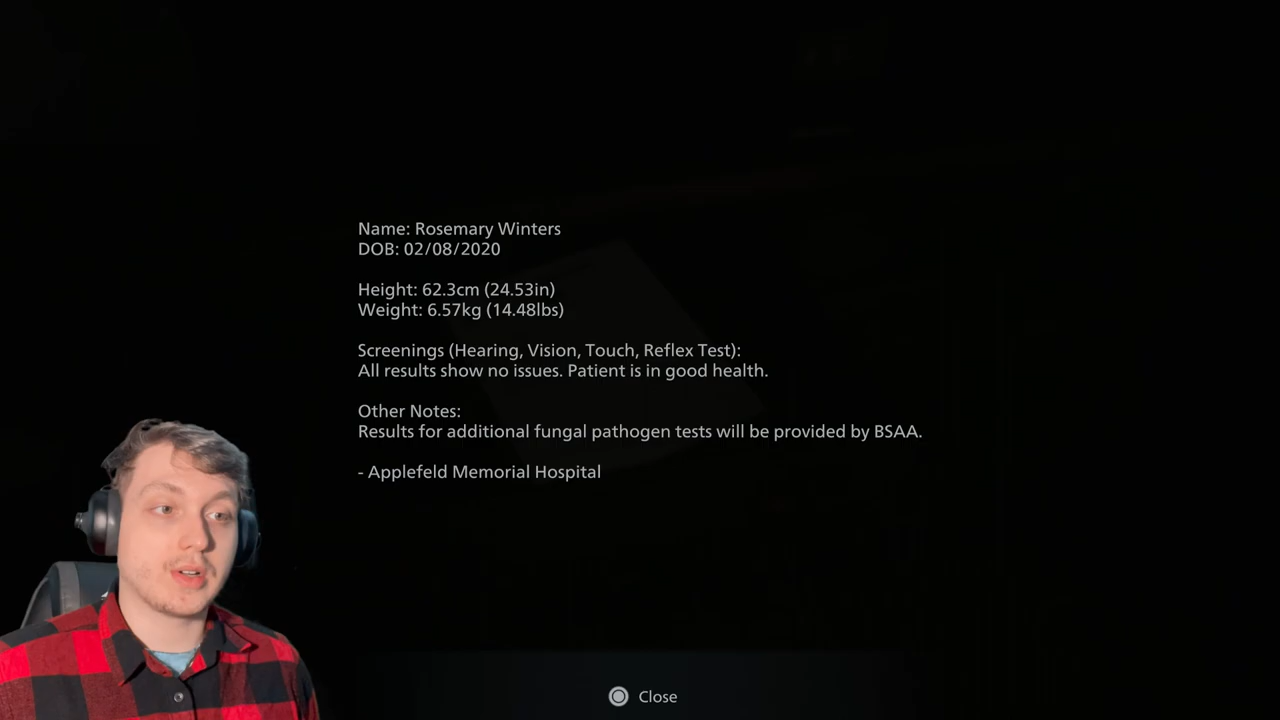 Name: Rosemary Winters
DOB: 02/08/2020
Height: 62.3cm (24.53in)
Weight: 6.57kg (14.48lbs)
Screenings (Hearing, Vision, Touch, Reflex Test):
All results show no issues. Patient is in good health.
Other Notes:
Results for additional fungal pathogen tests will be provided by BSAA.
- Applefeld Memorial Hospital
Close